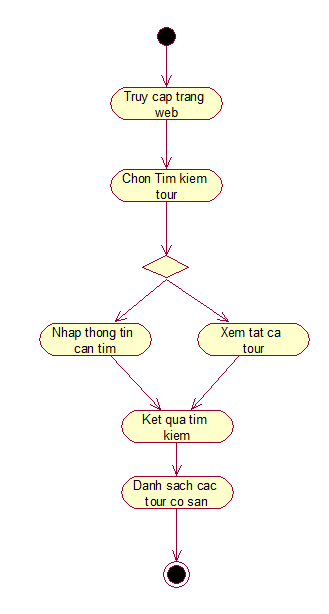 Truy cap trang
web
Chon Tim kiem
tour
Nhap thong tin
can tim
Xem tat ca
tour
Ket qua tim
kiem
Danh sach cac
tour co san